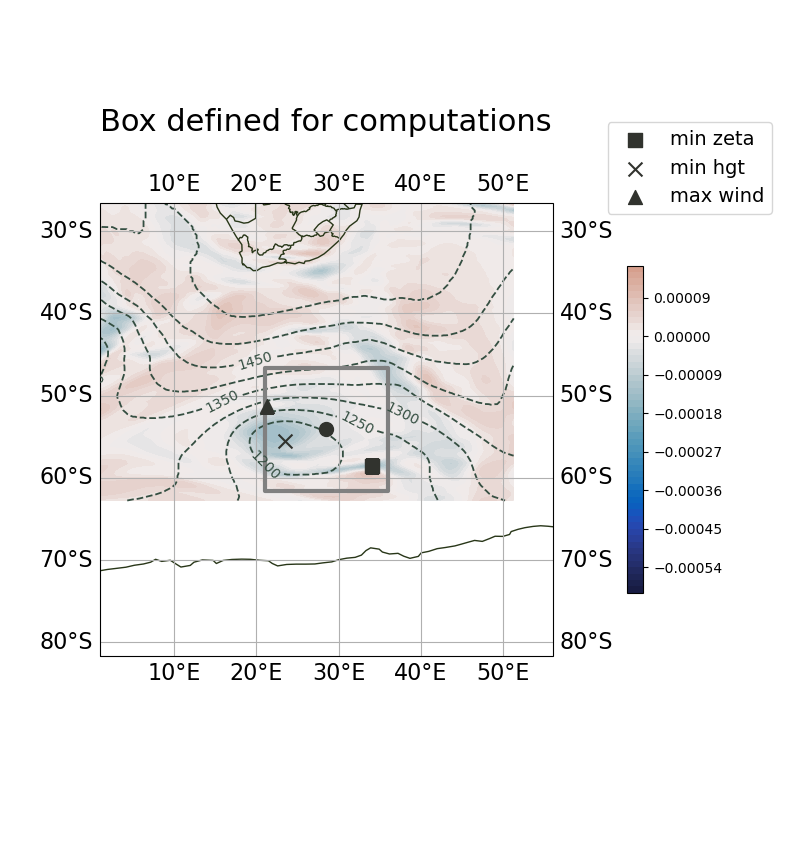 Box defined for computations
min zeta
min hgt
max wind
10°E 20°E 30°E 40°E 50°E
30°S 30°S
40°S 40°S
50°S 50°S
60°S 60°S
70°S 70°S
80°S 80°S
10°E 20°E 30°E 40°E 50°E
1450
1350
1300
1250
1200
0.00009
0.00000
−0.00009
−0.00018
−0.00027
−0.00036
−0.00045
−0.00054